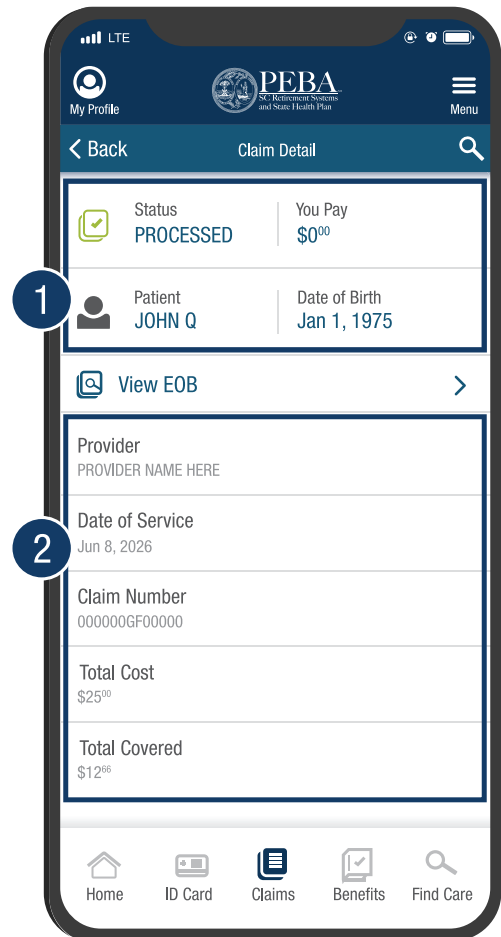 LTE
My Profile
PEBA
SC Retirement Systems
and State Health Plan
Menu
Back
Claim Detail
1
Status
PROCESSED
You Pay
$0⁰⁰
Patient
JOHN Q
Date of Birth
Jan 1, 1975
View EOB
2
Provider
PROVIDER NAME HERE
Date of Service
Jun 8, 2026
Claim Number
000000GF00000
Total Cost
$25⁰⁰
Total Covered
$12⁶⁶
Home
ID Card
Claims
Benefits
Find Care